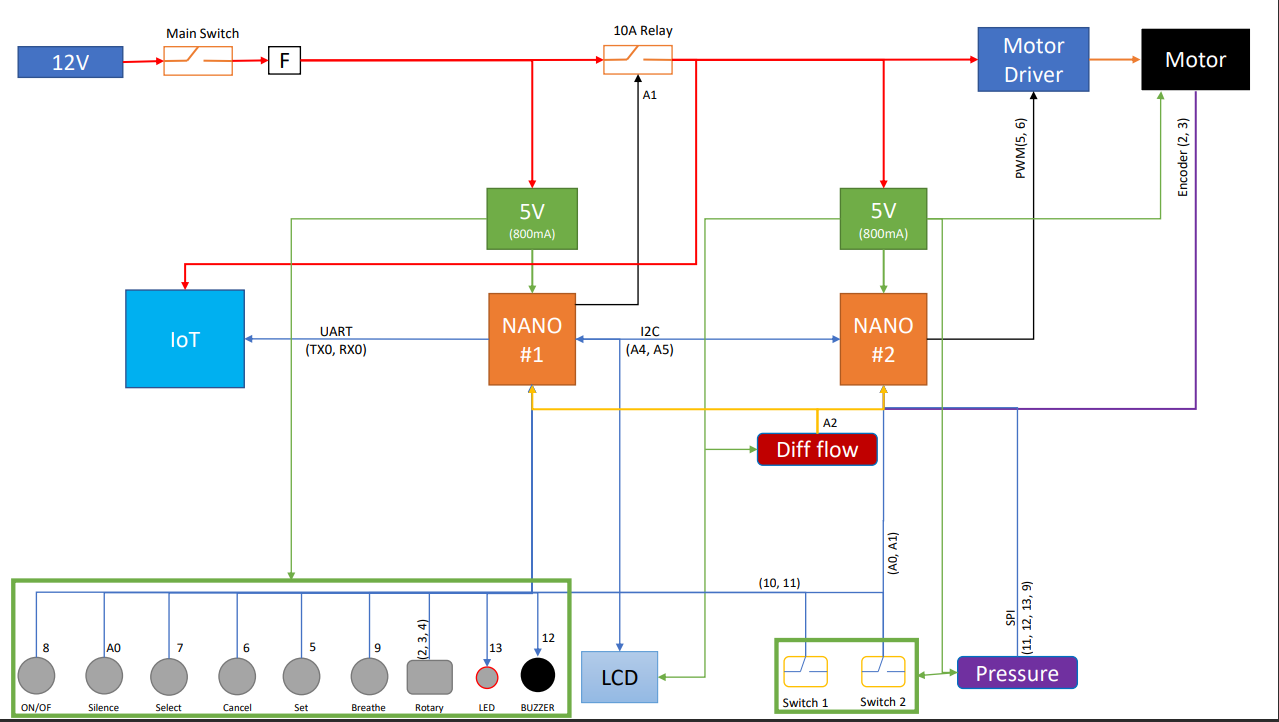 Main Switch
10A Relay
12V
F
Motor
Driver
Motor
A1
PWM(5, 6)
Encoder (2, 3)
5V
(800mA)
5V
(800mA)
IoT
UART
(TX0, RX0)
NANO
#1
I2C
(A4, A5)
NANO
#2
A2
Diff flow
(A0, A1)
(10, 11)
SPI
(11, 12, 13, 9)
8
A0
7
6
5
9
(2, 3, 4)
13
12
LCD
Pressure
ON/OF
Silence
Select
Cancel
Set
Breathe
Rotary
LED
BUZZER
Switch 1
Switch 2